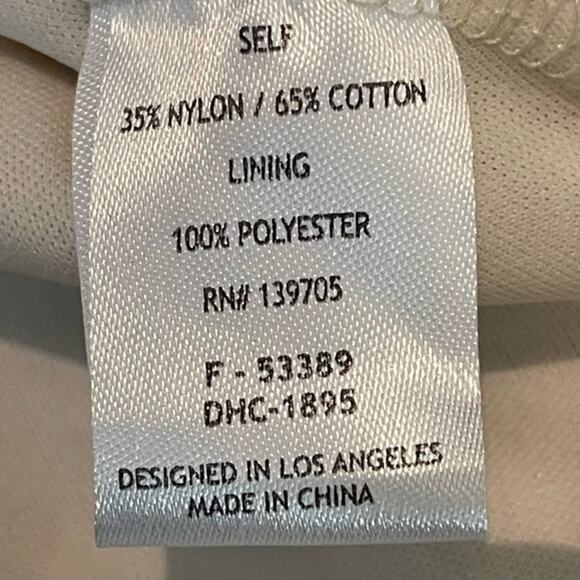 SELF
35% NYLON / 65% COTTON
LINING
100% POLYESTER
RN# 139705
F - 53389
DHC-1895
DESIGNED IN LOS ANGELES
MADE IN CHINA